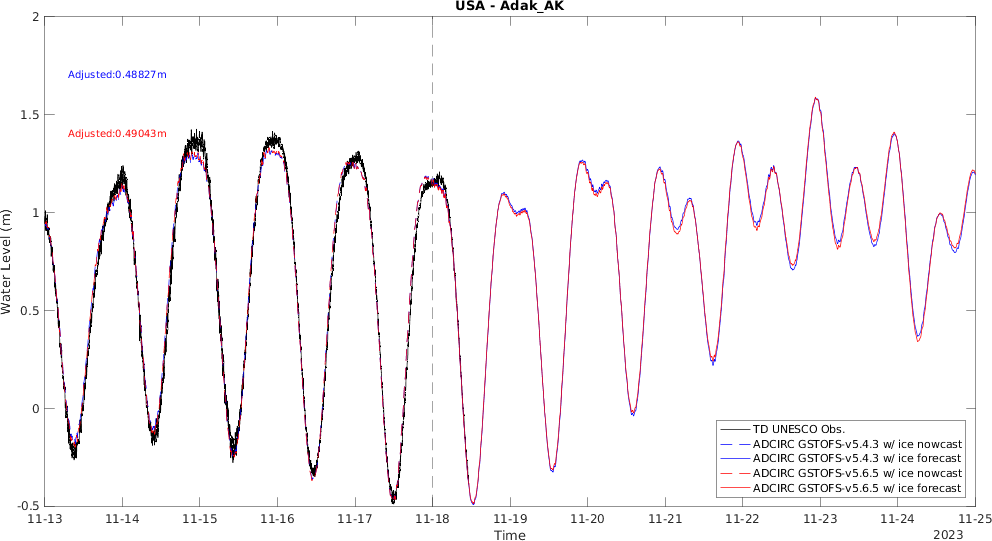 USA - Adak_AK
2
1.5
1
0.5
0
-0.5
Water Level (m)
Adjusted:0.48827m
Adjusted:0.49043m
TD UNESCO Obs.
ADCIRC GSTOFS-v5.4.3 w/ ice nowcast
ADCIRC GSTOFS-v5.4.3 w/ ice forecast
ADCIRC GSTOFS-v5.6.5 w/ ice nowcast
ADCIRC GSTOFS-v5.6.5 w/ ice forecast
11-13 11-14 11-15 11-16 11-17 11-18 11-19 11-20 11-21 11-22 11-23 11-24 11-25
Time
2023